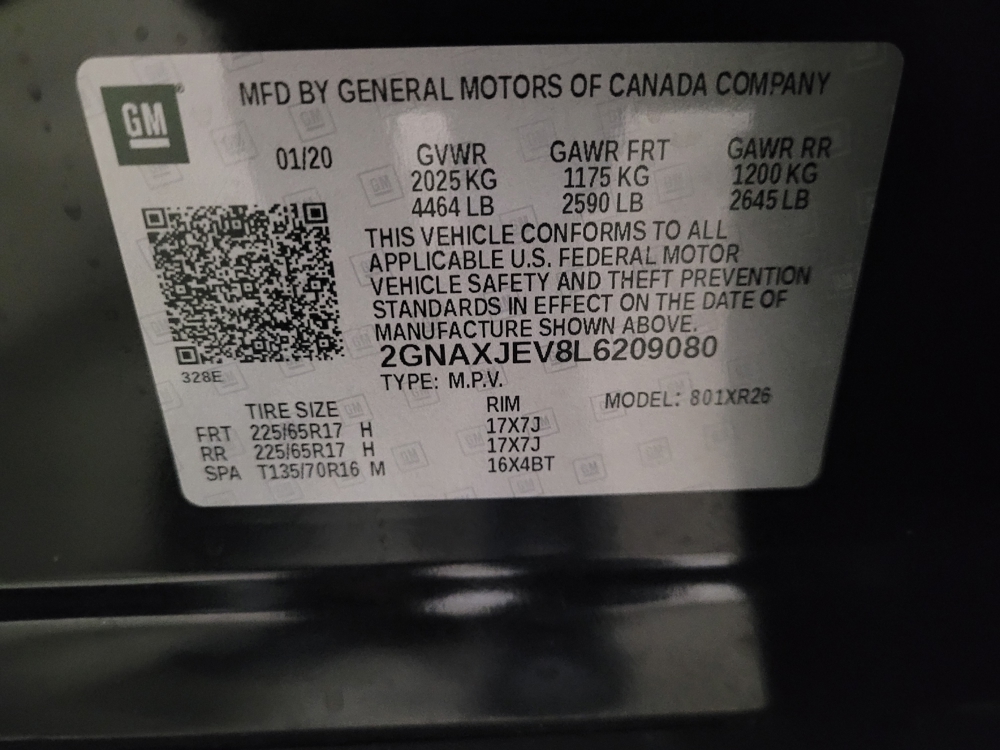 GM
MFD BY GENERAL MOTORS OF CANADA COMPANY
01/20 GVWR GAWR FRT GAWR RR
2025 KG 1175 KG 1200 KG
4464 LB 2590 LB 2645 LB
THIS VEHICLE CONFORMS TO ALL
APPLICABLE U.S. FEDERAL MOTOR
VEHICLE SAFETY AND THEFT PREVENTION
STANDARDS IN EFFECT ON THE DATE OF
MANUFACTURE SHOWN ABOVE.
2GNAXJEV8L6209080
328E
TYPE: M.P.V.
TIRE SIZE RIM MODEL: 801XR26
FRT 225/65R17 H 17X7J
RR 225/65R17 H 17X7J
SPA T135/70R16 M 16X4BT